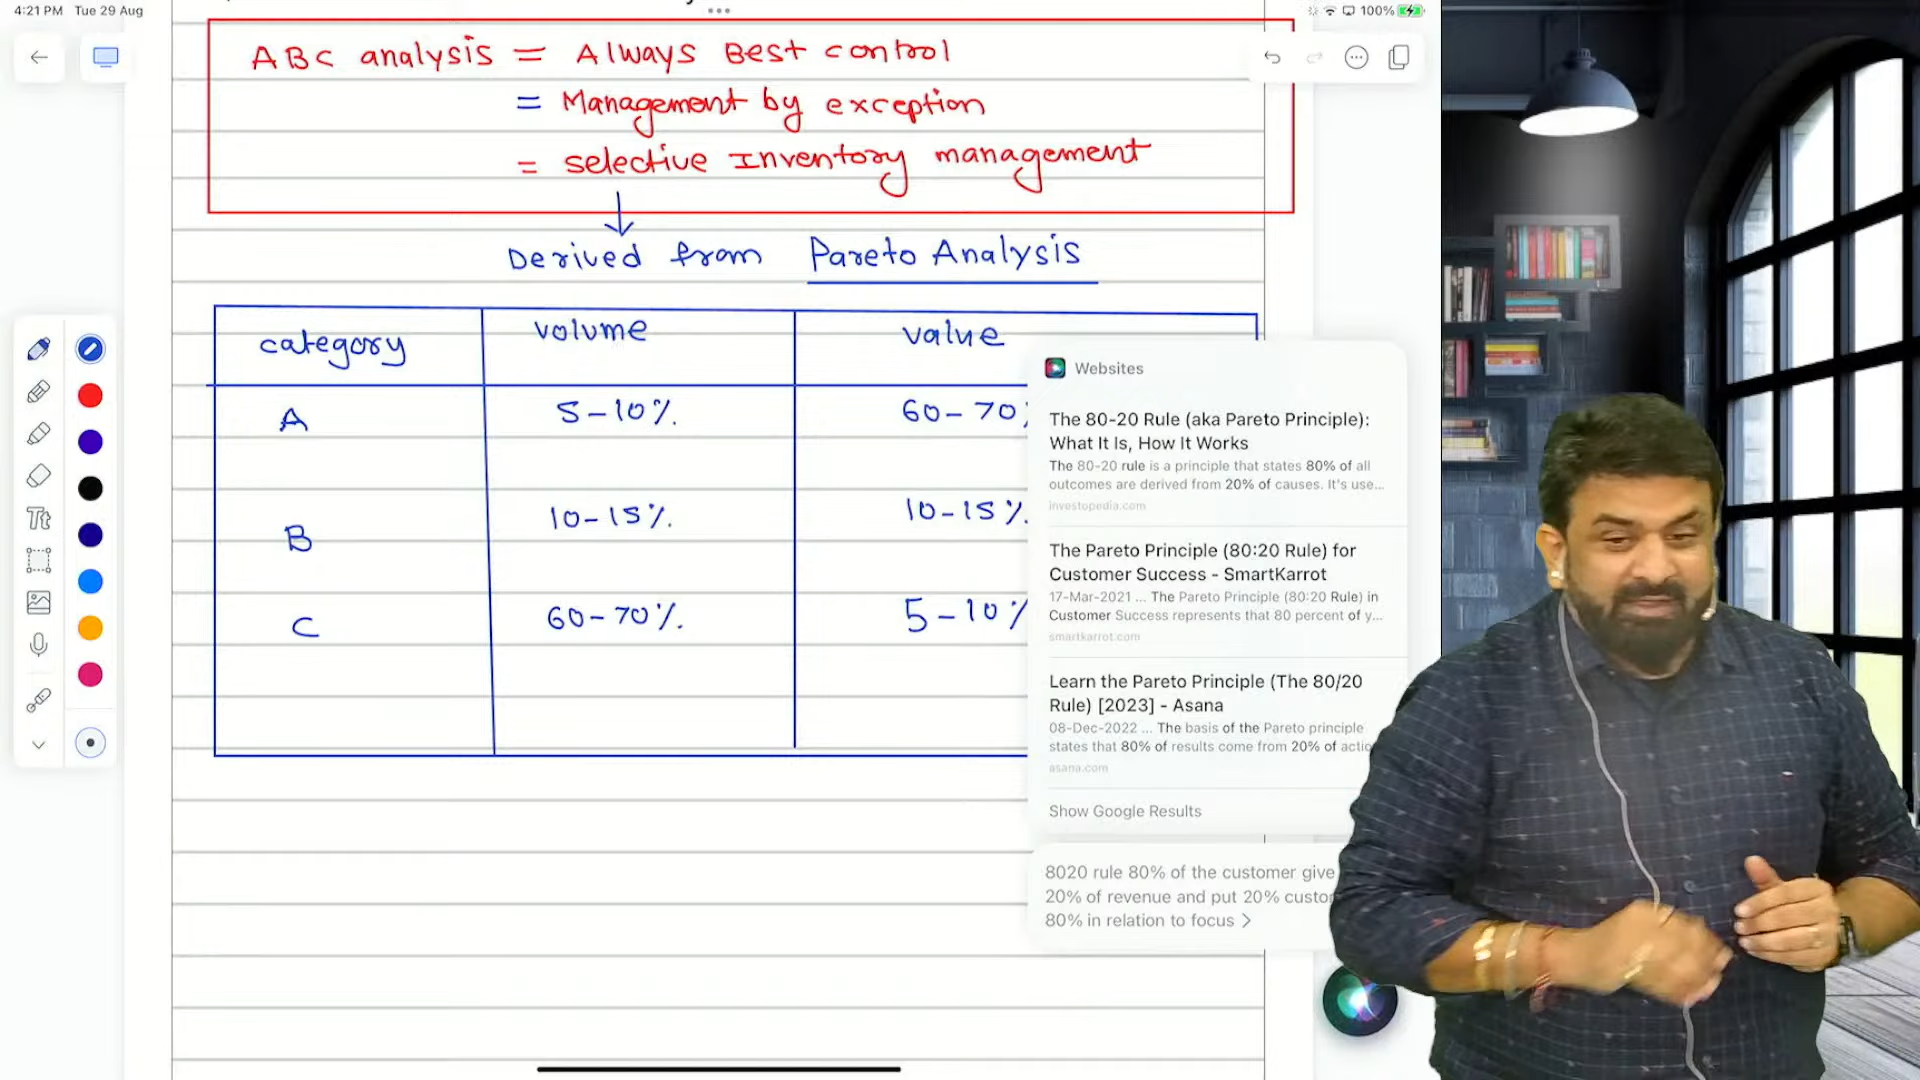 4:21 PM Tue 29 Aug
100%
ABC analysis = Always Best control
= Management by exception
= selective Inventory management
Derived from Pareto Analysis
category volume value
A 5-10% 60-70%
B 10-15% 10-15%
C 60-70% 5-10%
Tt
Websites
The 80-20 Rule (aka Pareto Principle):
What It Is, How It Works
The 80-20 rule is a principle that states 80% of all
outcomes are derived from 20% of causes. It's use...
investopedia.com
The Pareto Principle (80:20 Rule) for
Customer Success - SmartKarrot
17-Mar-2021 ... The Pareto Principle (80:20 Rule) in
Customer Success represents that 80 percent of y...
smartkarrot.com
Learn the Pareto Principle (The 80/20
Rule) [2023] - Asana
08-Dec-2022 ... The basis of the Pareto principle
states that 80% of results come from 20% of
asana.com
Show Google Results
8020 rule 80% of the customer give
20% of revenue and put 20%
80% in relation to focus >